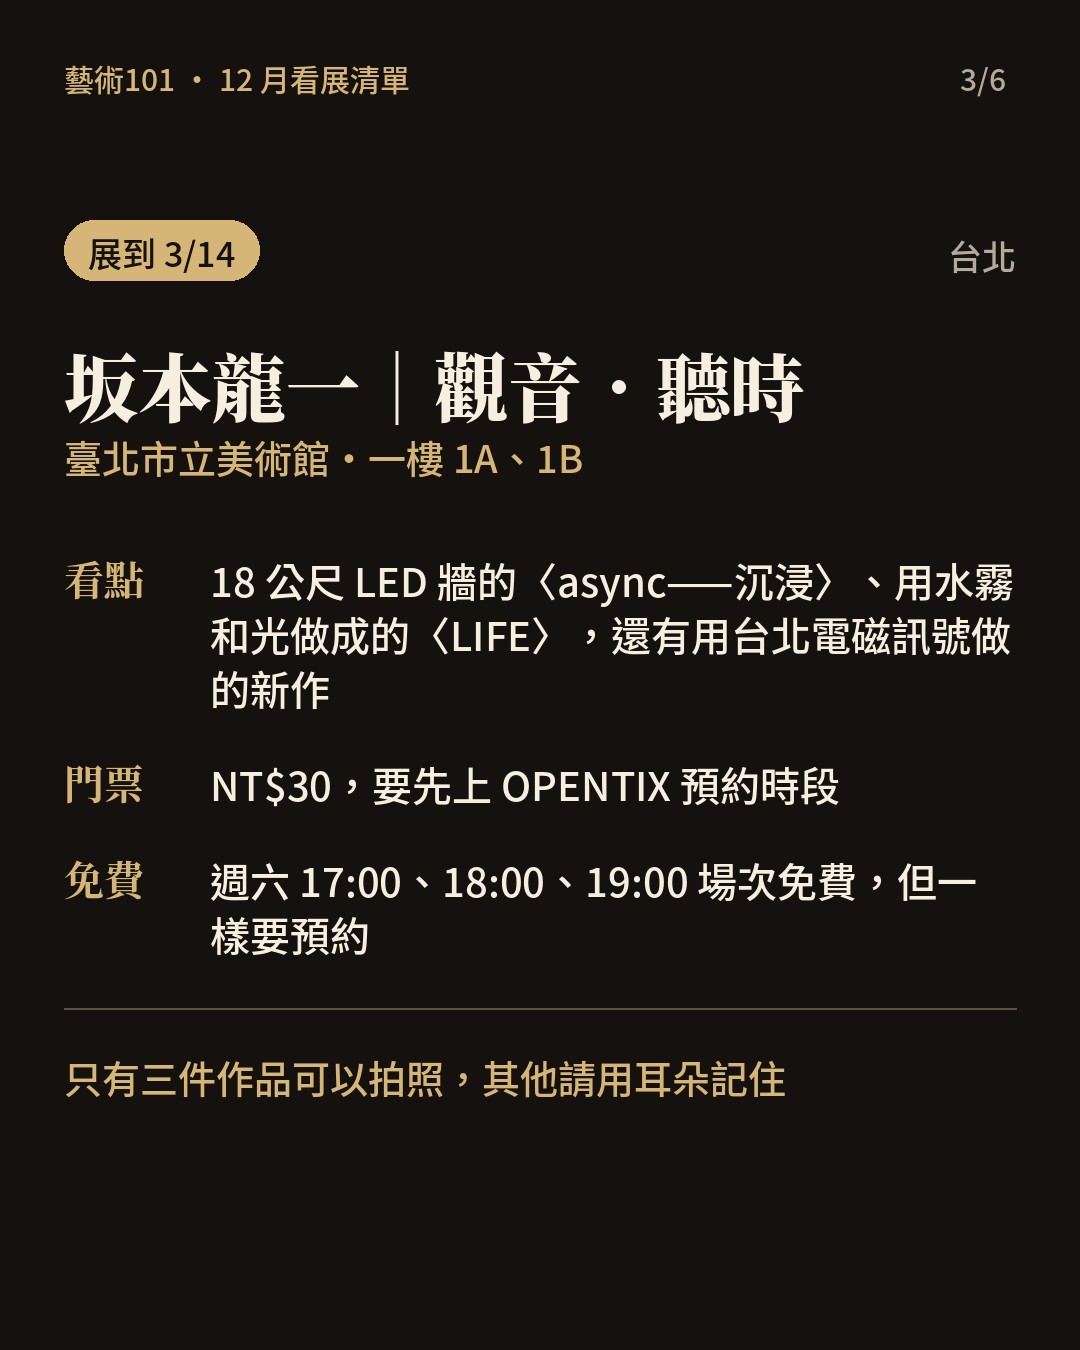 藝術101 · 12 月看展清單
3/6
展到 3/14
台北
坂本龍一｜觀音·聽時
臺北市立美術館·一樓 1A、1B
看點
18 公尺 LED 牆的〈async——沉浸〉、用水霧
和光做成的〈LIFE〉，還有用台北電磁訊號做
的新作
門票
NT$30，要先上 OPENTIX 預約時段
免費
週六 17:00、18:00、19:00 場次免費，但一
樣要預約
只有三件作品可以拍照，其他請用耳朵記住